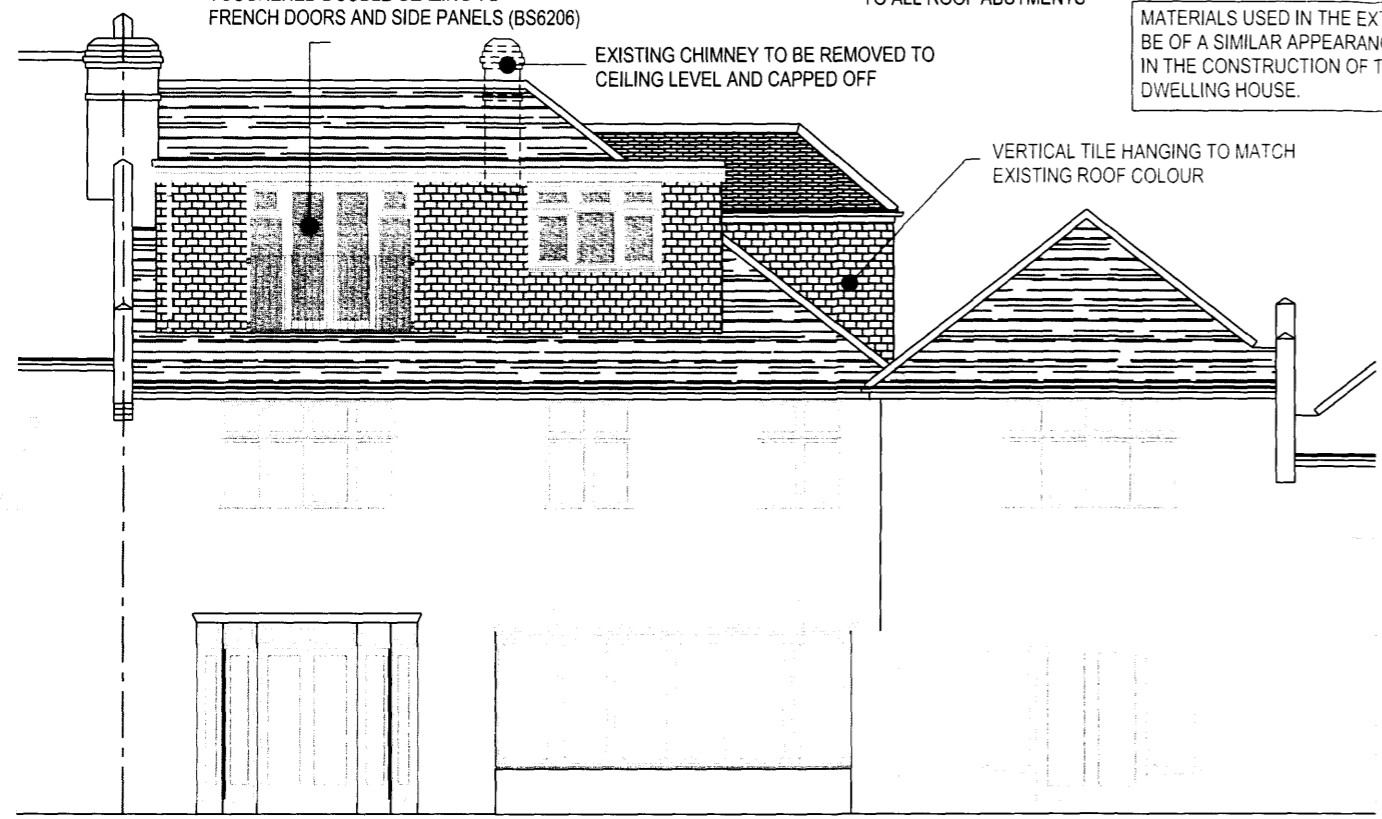 FRENCH DOORS AND SIDE PANELS (BS6206)
EXISTING CHIMNEY TO BE REMOVED TO
CEILING LEVEL AND CAPPED OFF
TO ALL ROOF ABUTMENTS
MATERIALS USED IN THE
BE OF A SIMILAR
IN THE CONSTRUCTION OF
DWELLING HOUSE.
VERTICAL TILE HANGING TO MATCH
EXISTING ROOF COLOUR